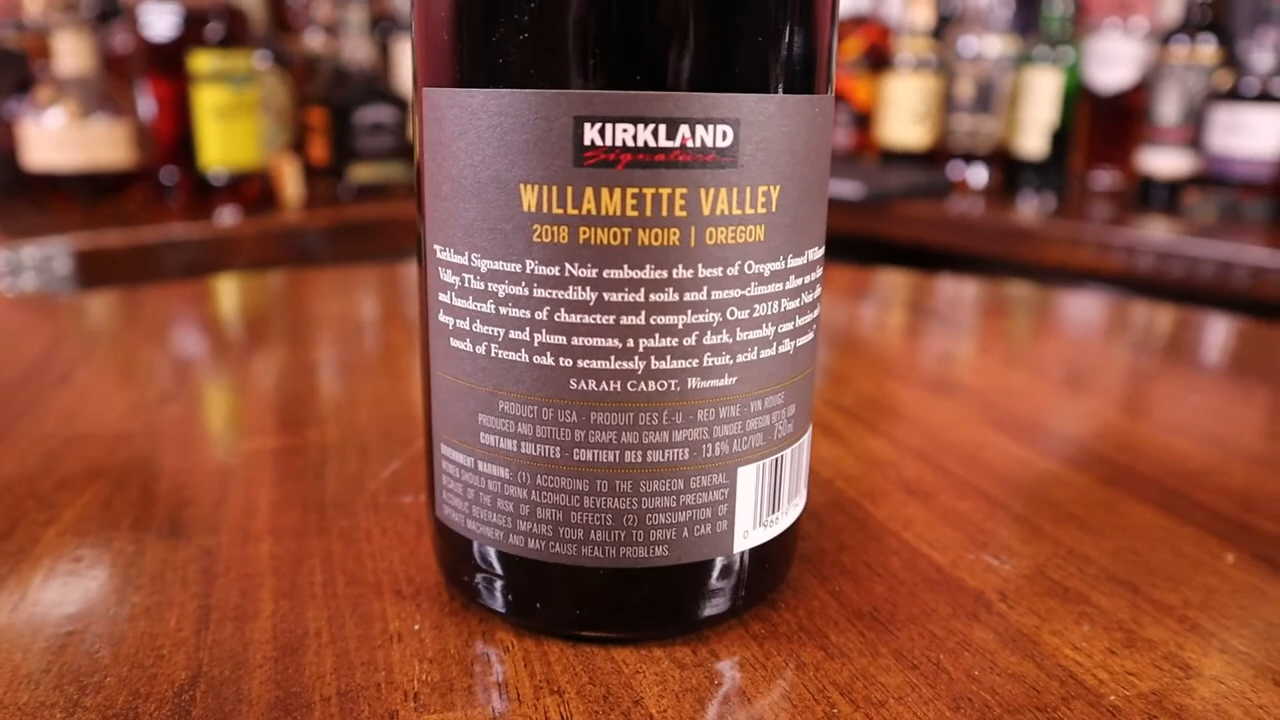 KIRKLAND
Signature
WILLAMETTE VALLEY
2018 PINOT NOIR | OREGON
"Kirkland Signature Pinot Noir embodies the best of Oregon's famed
Valley. This region's incredibly varied soils and meso-climates allow us to
and handcraft wines of character and complexity. Our 2018 Pinot Noir
deep red cherry and plum aromas, a palate of dark, brambly cane berries
touch of French oak to seamlessly balance fruit, acid and silky tannins."
SARAH CABOT, Winemaker
PRODUCT OF USA - PRODUIT DES É.-U. - RED WINE - VIN ROUGE
PRODUCED AND BOTTLED BY GRAPE AND GRAIN IMPORTS, DUNDEE, OREGON 97115 USA
CONTAINS SULFITES - CONTIENT DES SULFITES - 13.6% ALC/VOL. - 750ml
GOVERNMENT WARNING: (1) ACCORDING TO THE SURGEON GENERAL,
WOMEN SHOULD NOT DRINK ALCOHOLIC BEVERAGES DURING PREGNANCY
BECAUSE OF THE RISK OF BIRTH DEFECTS. (2) CONSUMPTION OF
ALCOHOLIC BEVERAGES IMPAIRS YOUR ABILITY TO DRIVE A CAR OR
OPERATE MACHINERY, AND MAY CAUSE HEALTH PROBLEMS.
0